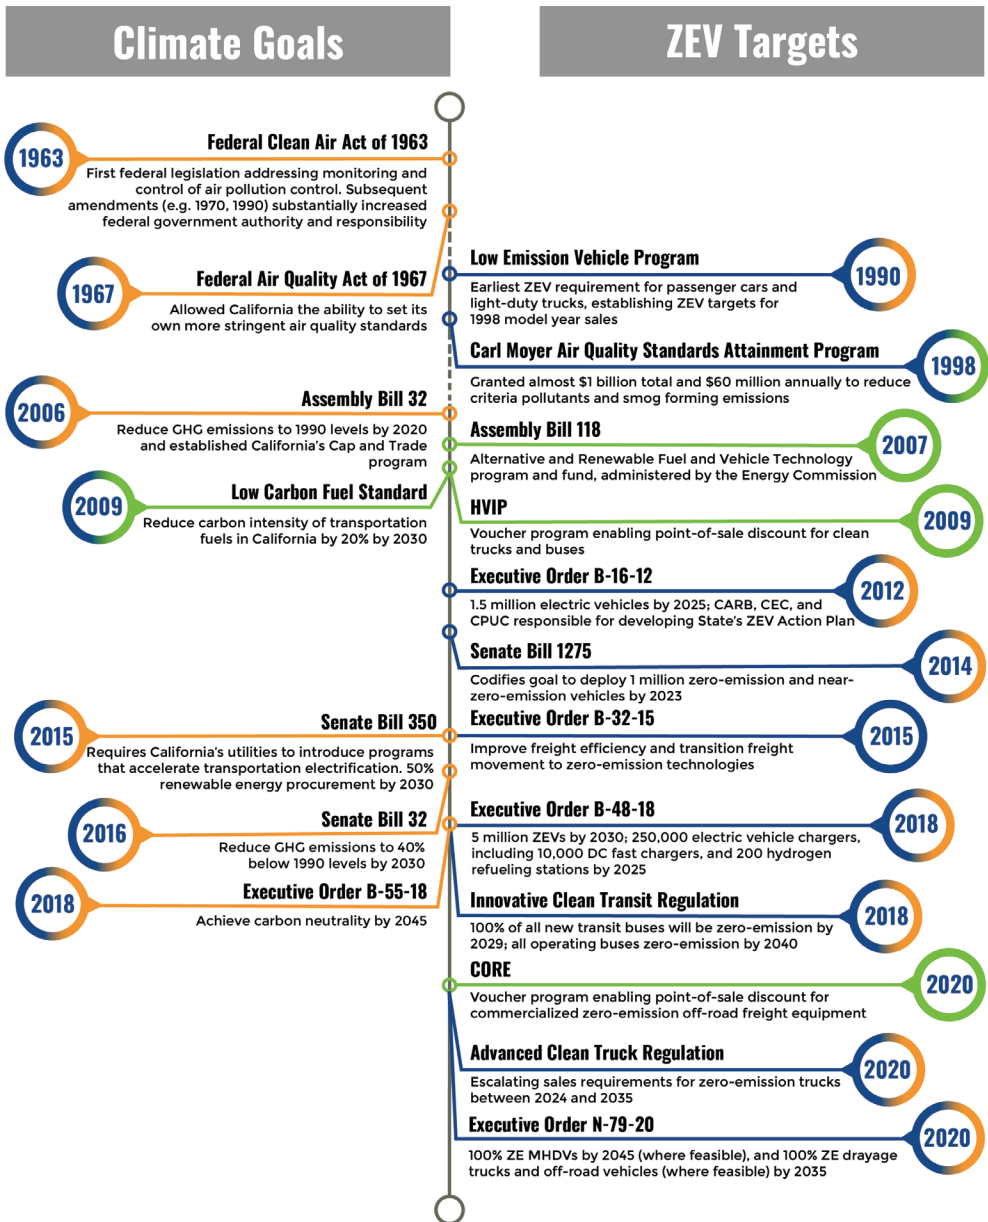 Climate Goals
ZEV Targets
1963
Federal Clean Air Act of 1963
First federal legislation addressing monitoring and
control of air pollution control. Subsequent
amendments (e.g. 1970, 1990) substantially increased
federal government authority and responsibility
1967
Federal Air Quality Act of 1967
Allowed California the ability to set its
own more stringent air quality standards
Low Emission Vehicle Program
1990
Earliest ZEV requirement for passenger cars and
light-duty trucks, establishing ZEV targets for
1998 model year sales
Carl Moyer Air Quality Standards Attainment Program
1998
Granted almost $1 billion total and $60 million annually to reduce
criteria pollutants and smog forming emissions
2006
Assembly Bill 32
Reduce GHG emissions to 1990 levels by 2020
and established California's Cap and Trade
program
Assembly Bill 118
2007
Alternative and Renewable Fuel and Vehicle Technology
program and fund, administered by the Energy Commission
2009
Low Carbon Fuel Standard
Reduce carbon intensity of transportation
fuels in California by 20% by 2030
HVIP
2009
Voucher program enabling point-of-sale discount for clean
trucks and buses
Executive Order B-16-12
2012
1.5 million electric vehicles by 2025; CARB, CEC, and
CPUC responsible for developing State's ZEV Action Plan
Senate Bill 1275
2014
Codifies goal to deploy 1 million zero-emission and near-
zero-emission vehicles by 2023
2015
Senate Bill 350
Requires California's utilities to introduce programs
that accelerate transportation electrification. 50%
renewable energy procurement by 2030
Executive Order B-32-15
2015
Improve freight efficiency and transition freight
movement to zero-emission technologies
2016
Senate Bill 32
Reduce GHG emissions to 40%
below 1990 levels by 2030
Executive Order B-48-18
2018
5 million ZEVs by 2030; 250,000 electric vehicle chargers,
including 10,000 DC fast chargers, and 200 hydrogen
refueling stations by 2025
2018
Executive Order B-55-18
Achieve carbon neutrality by 2045
Innovative Clean Transit Regulation
2018
100% of all new transit buses will be zero-emission by
2029; all operating buses zero-emission by 2040
CORE
2020
Voucher program enabling point-of-sale discount for
commercialized zero-emission off-road freight equipment
Advanced Clean Truck Regulation
2020
Escalating sales requirements for zero-emission trucks
between 2024 and 2035
Executive Order N-79-20
2020
100% ZE MHDVs by 2045 (where feasible), and 100% ZE drayage
trucks and off-road vehicles (where feasible) by 2035